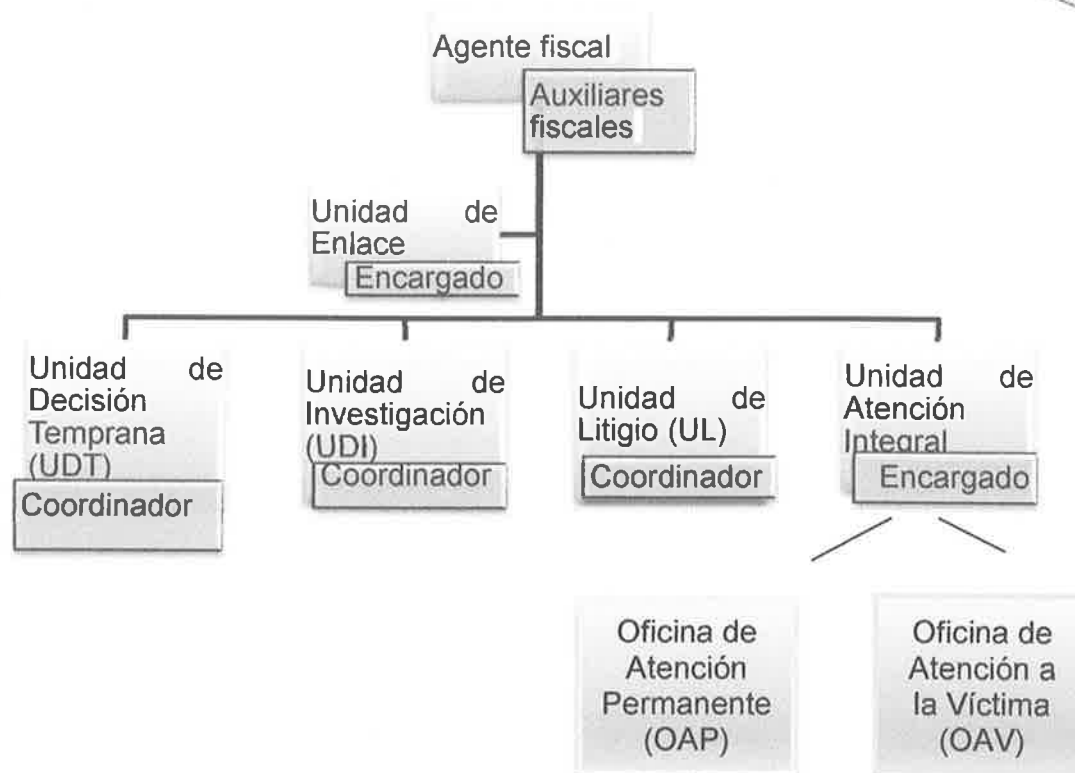 Agente fiscal
Auxiliares
fiscales
Unidad de
Enlace
Encargado
Unidad de
Decisión
Temprana
(UDT)
Coordinador
Unidad de
Investigación
(UDI)
Coordinador
Unidad de
Litigio (UL)
Coordinador
Unidad de
Atención
Integral
Encargado
Oficina de
Atención
Permanente
(OAP)
Oficina de
Atención a
la Víctima
(OAV)